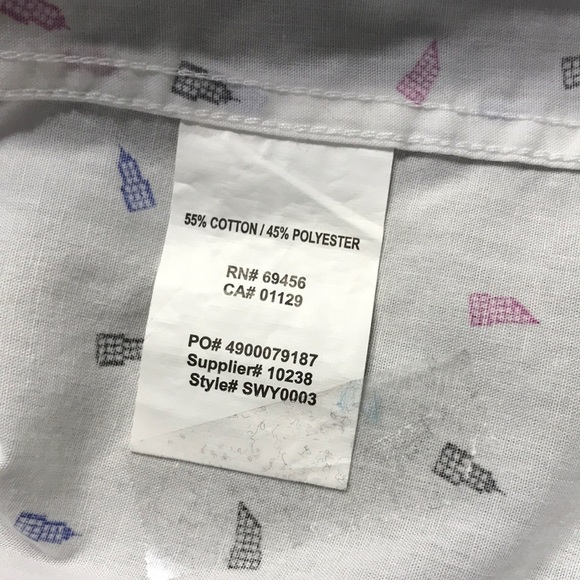 55% COTTON / 45% POLYESTER
RN# 69456
CA# 01129
PO# 4900079187
Supplier# 10238
Style# SWY0003